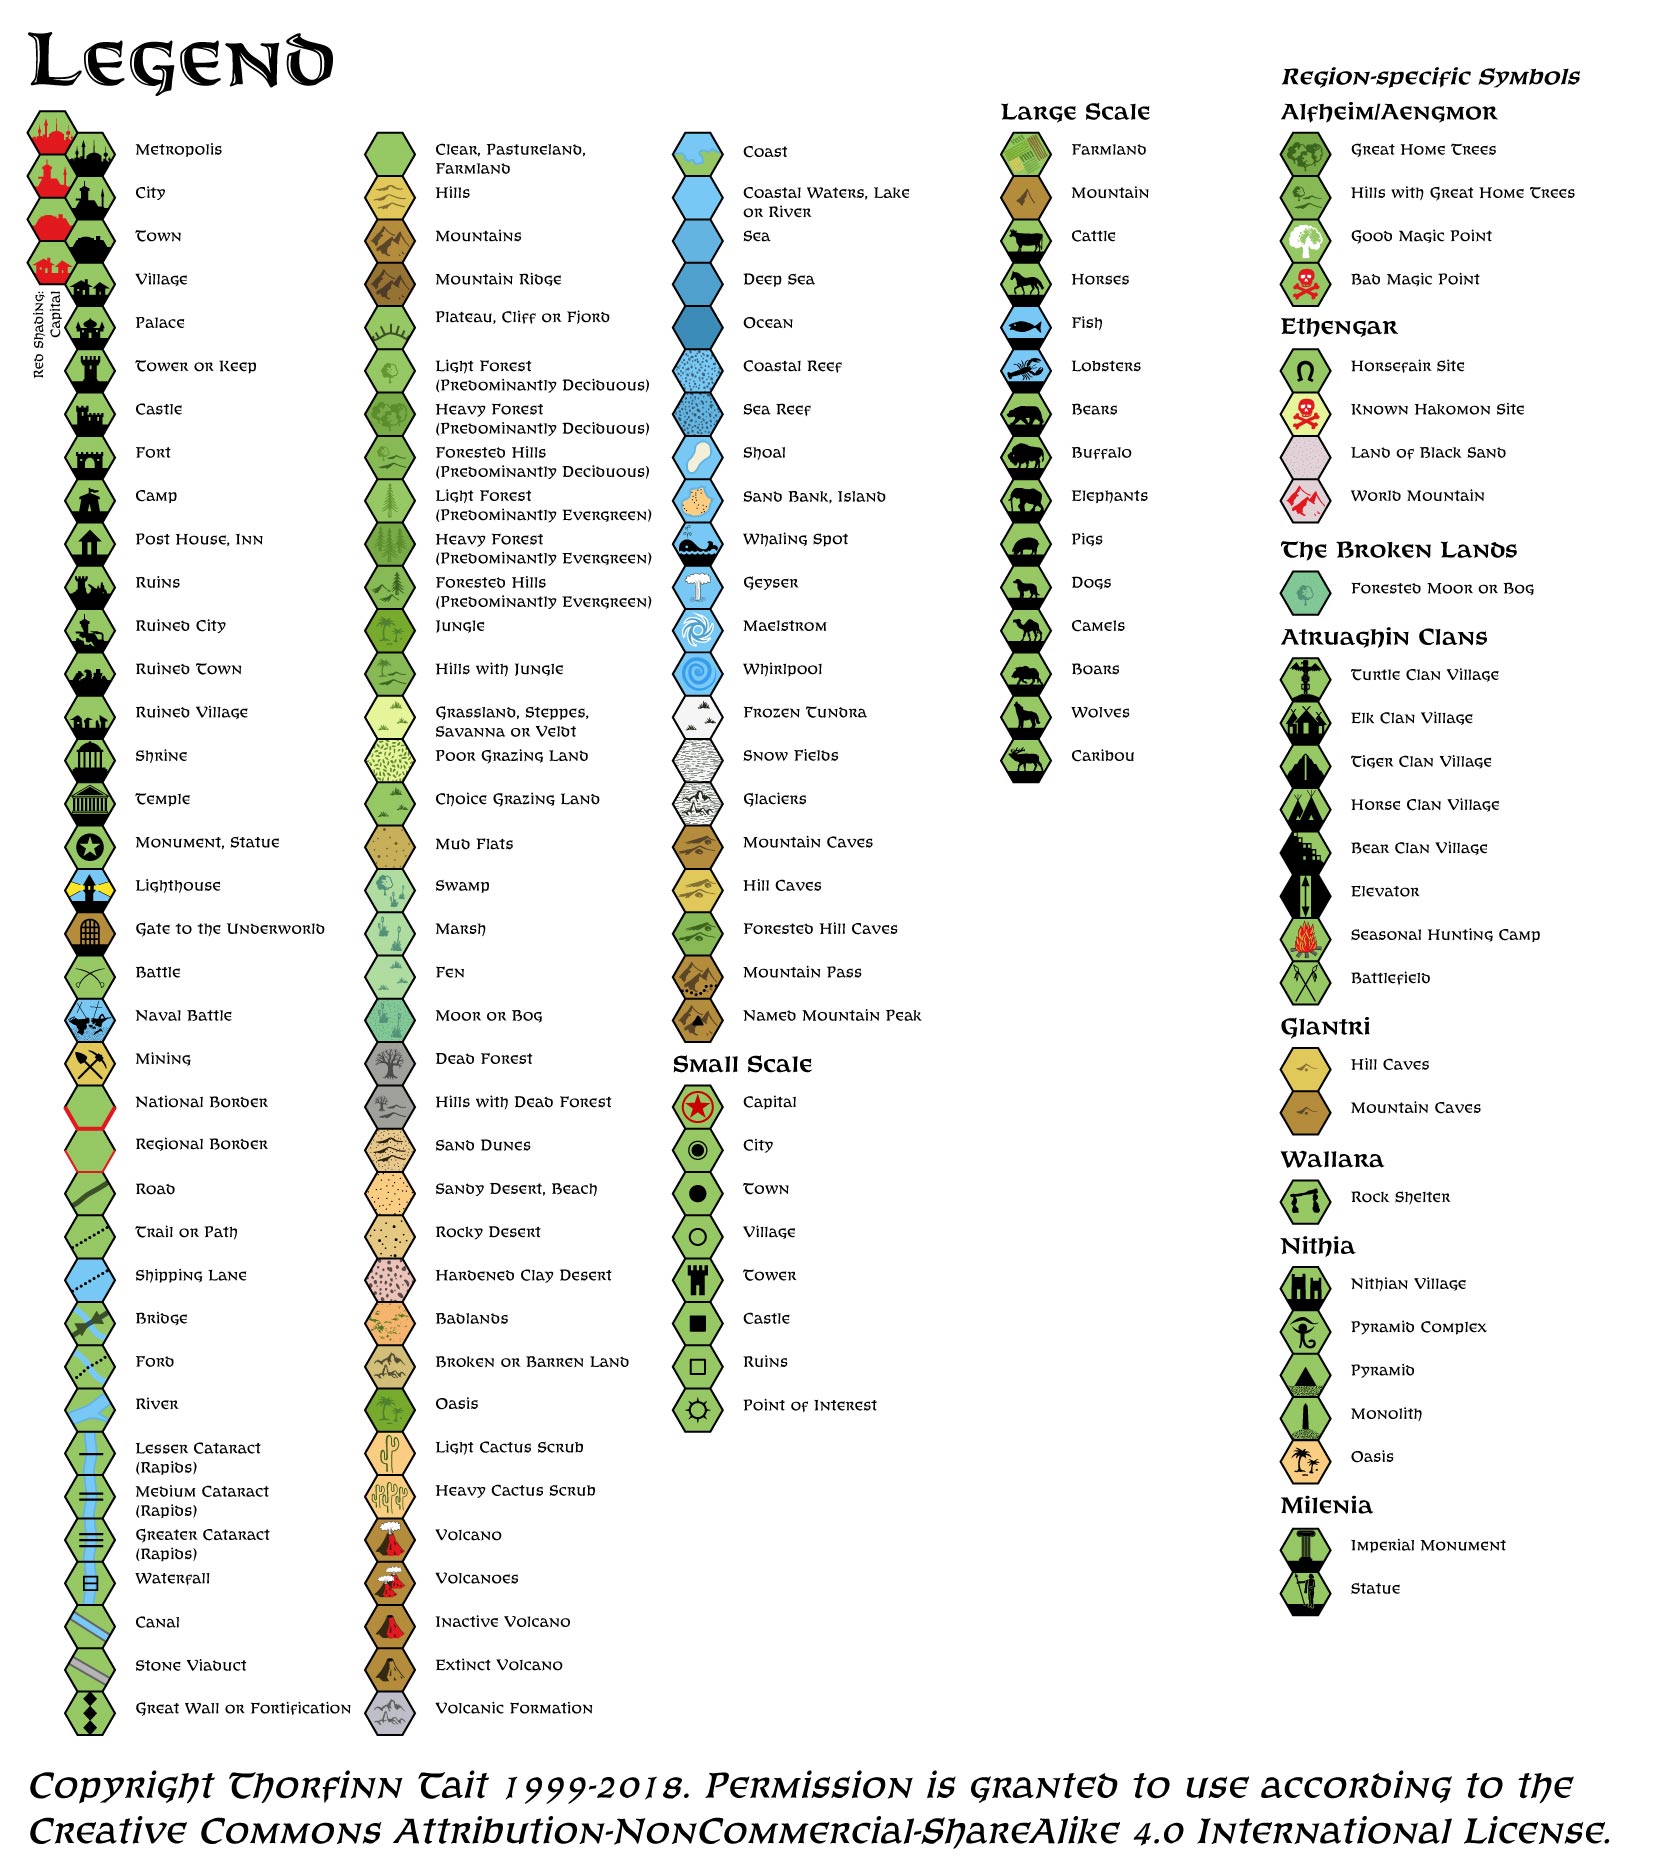 Legend
Metropolis
City
Town
Village
Red Shading:
Capital
Palace
Tower or Keep
Castle
Fort
Camp
Post House, Inn
Ruins
Ruined City
Ruined Town
Ruined Village
Shrine
Temple
Monument, Statue
Lighthouse
Gate to the Underworld
Battle
Naval Battle
Mining
National Border
Regional Border
Road
Trail or Path
Shipping Lane
Bridge
Ford
River
Lesser Cataract
(Rapids)
Medium Cataract
(Rapids)
Greater Cataract
(Rapids)
Waterfall
Canal
Stone Viaduct
Great Wall or Fortification
Clear, Pastureland,
Farmland
Hills
Mountains
Mountain Ridge
Plateau, Cliff or Fjord
Light Forest
(Predominantly Deciduous)
Heavy Forest
(Predominantly Deciduous)
Forested Hills
(Predominantly Deciduous)
Light Forest
(Predominantly Evergreen)
Heavy Forest
(Predominantly Evergreen)
Forested Hills
(Predominantly Evergreen)
Jungle
Hills with Jungle
Grassland, Steppes,
Savanna or Veldt
Poor Grazing Land
Choice Grazing Land
Mud Flats
Swamp
Marsh
Fen
Moor or Bog
Dead Forest
Hills with Dead Forest
Sand Dunes
Sandy Desert, Beach
Rocky Desert
Hardened Clay Desert
Badlands
Broken or Barren Land
Oasis
Light Cactus Scrub
Heavy Cactus Scrub
Volcano
Volcanoes
Inactive Volcano
Extinct Volcano
Volcanic Formation
Coast
Coastal Waters, Lake
or River
Sea
Deep Sea
Ocean
Coastal Reef
Sea Reef
Shoal
Sand Bank, Island
Whaling Spot
Geyser
Maelstrom
Whirlpool
Frozen Tundra
Snow Fields
Glaciers
Mountain Caves
Hill Caves
Forested Hill Caves
Mountain Pass
Named Mountain Peak
Small Scale
Capital
City
Town
Village
Tower
Castle
Ruins
Point of Interest
Large Scale
Farmland
Mountain
Cattle
Horses
Fish
Lobsters
Bears
Buffalo
Elephants
Pigs
Dogs
Camels
Boars
Wolves
Caribou
Region-specific Symbols
Alfheim/Aengmor
Great Home Trees
Hills with Great Home Trees
Good Magic Point
Bad Magic Point
Ethengar
Horsefair Site
Known Hakomon Site
Land of Black Sand
World Mountain
The Broken Lands
Forested Moor or Bog
Atruaghin Clans
Turtle Clan Village
Elk Clan Village
Tiger Clan Village
Horse Clan Village
Bear Clan Village
Elevator
Seasonal Hunting Camp
Battlefield
Glantri
Hill Caves
Mountain Caves
Wallara
Rock Shelter
Nithia
Nithian Village
Pyramid Complex
Pyramid
Monolith
Oasis
Milenia
Imperial Monument
Statue
Copyright Thorfinn Tait 1999-2018. Permission is granted to use according to the
Creative Commons Attribution-NonCommercial-ShareAlike 4.0 International License.